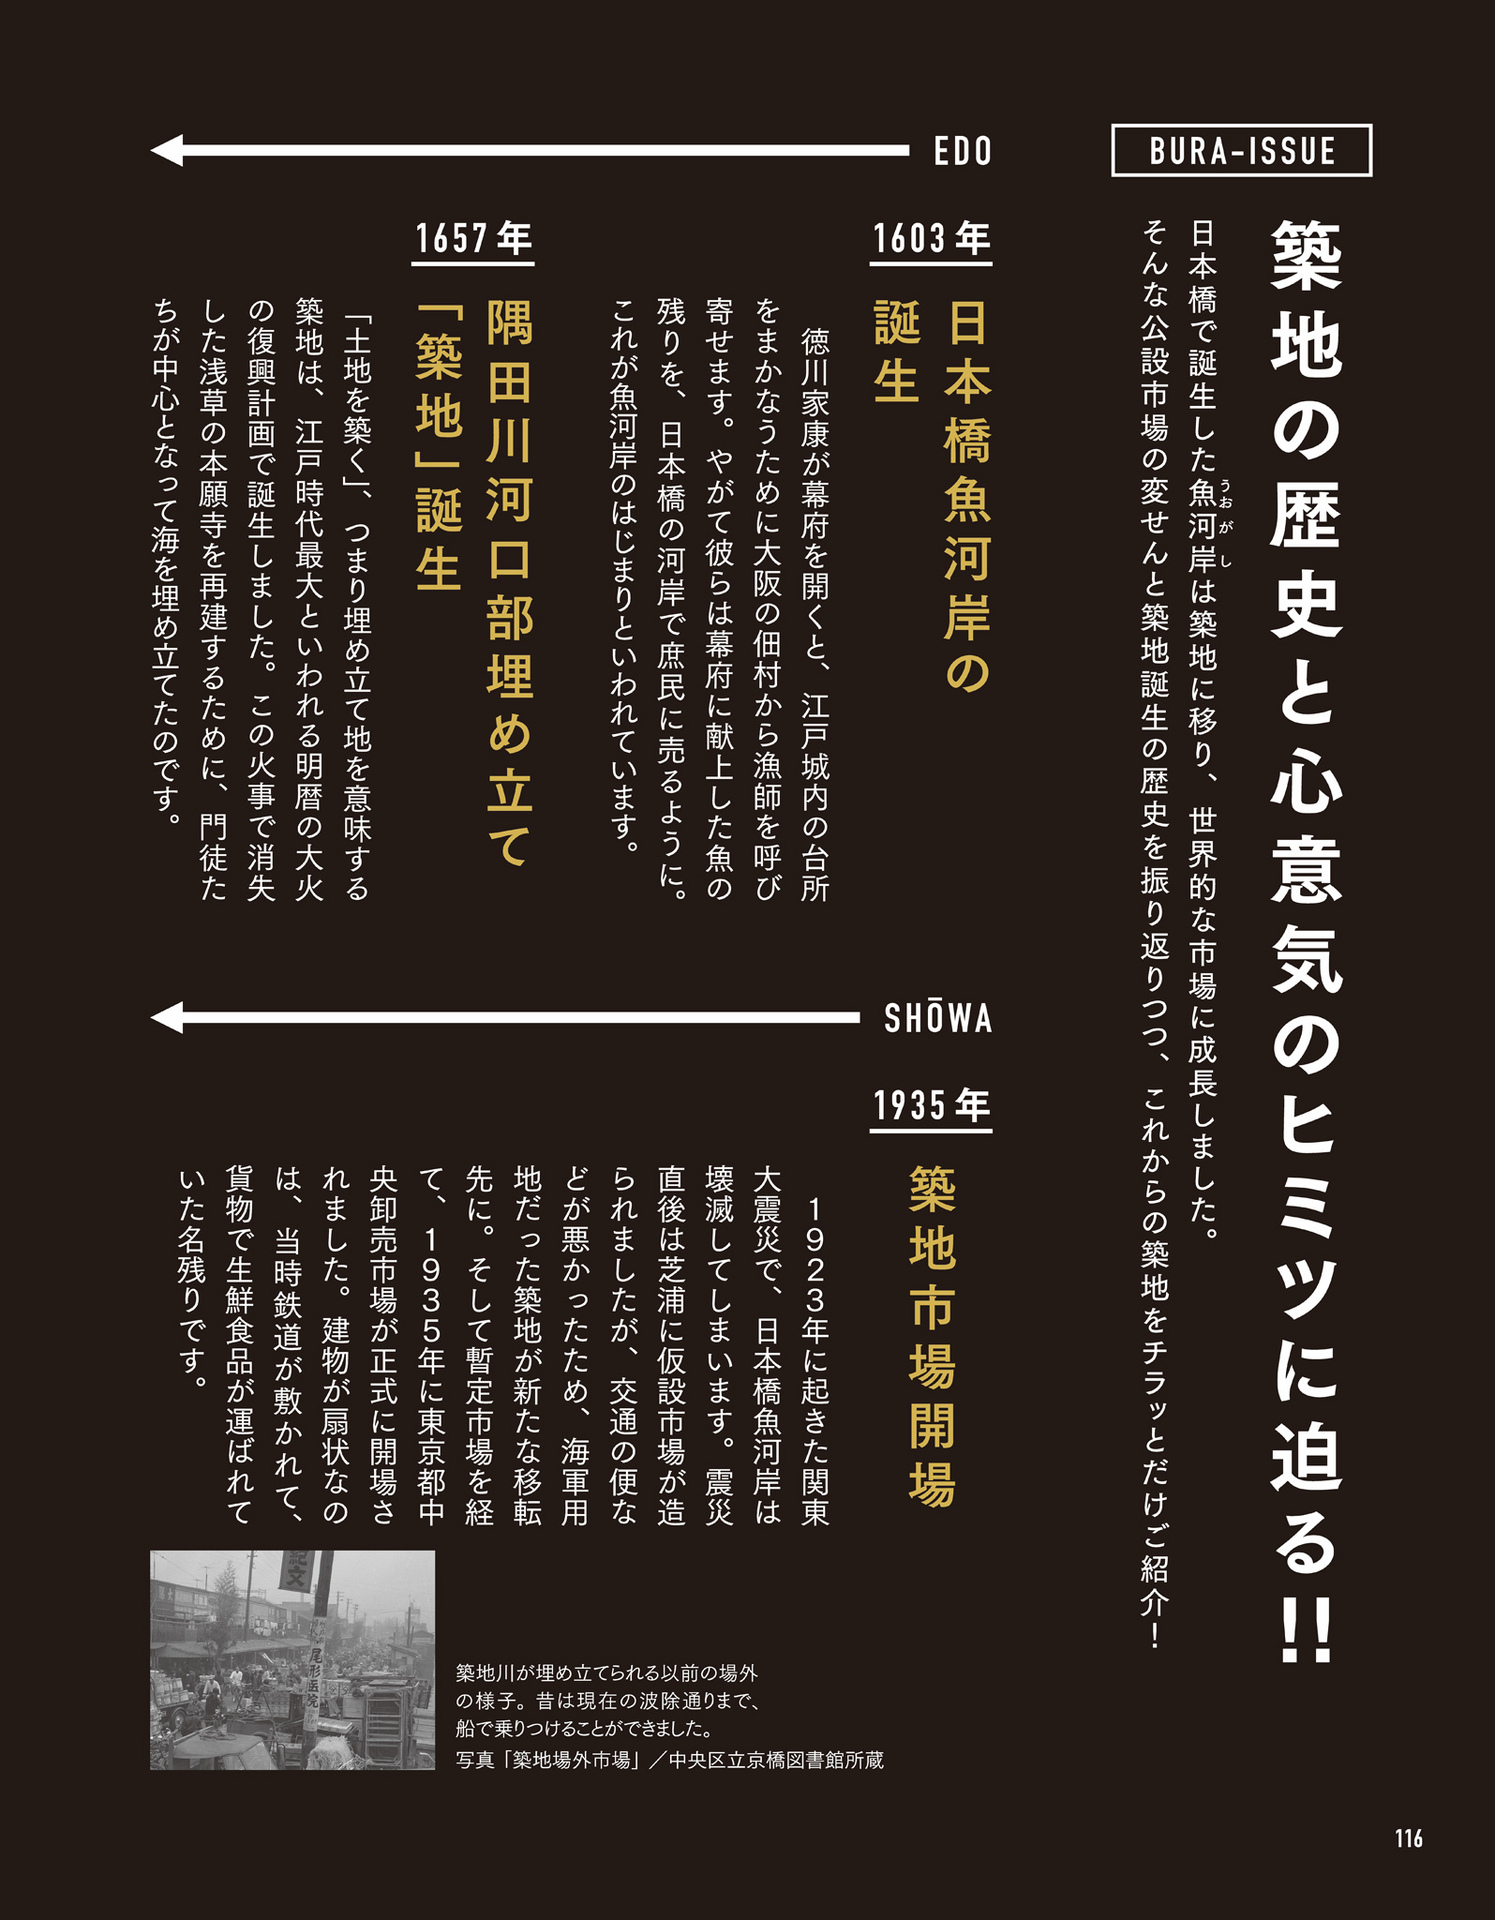 BURA-ISSUE
築地の歴史と心意気のヒミツに迫る!!
日本橋で誕生した魚河岸は築地に移り、世界的な市場に成長しました。
うおがし
そんな公設市場の変せんと築地誕生の歴史を振り返りつつ、これからの築地をチラッとだけご紹介！
EDO
1603年
日本橋魚河岸の
誕生
徳川家康が幕府を開くと、江戸城内の台所
をまかなうために大阪の佃村から漁師を呼び
寄せます。やがて彼らは幕府に献上した魚の
残りを、日本橋の河岸で庶民に売るように。
これが魚河岸のはじまりといわれています。
1657年
隅田川河口部埋め立て
「築地」誕生
「土地を築く」、つまり埋め立て地を意味する
築地は、江戸時代最大といわれる明暦の大火
の復興計画で誕生しました。この火事で消失
した浅草の本願寺を再建するために、門徒た
ちが中心となって海を埋め立てたのです。
SHŌWA
1935年
築地市場開場
1923年に起きた関東
大震災で、日本橋魚河岸は
壊滅してしまいます。震災
直後は芝浦に仮設市場が造
られましたが、交通の便な
どが悪かったため、海軍用
地だった築地が新たな移転
先に。そして暫定市場を経
て、1935年に東京都中
央卸売市場が正式に開場さ
れました。建物が扇状なの
は、当時鉄道が敷かれて、
貨物で生鮮食品が運ばれて
いた名残りです。
紀文
尾形医院
築地川が埋め立てられる以前の場外
の様子。昔は現在の波除通りまで、
船で乗りつけることができました。
写真「築地場外市場」／中央区立京橋図書館所蔵
116